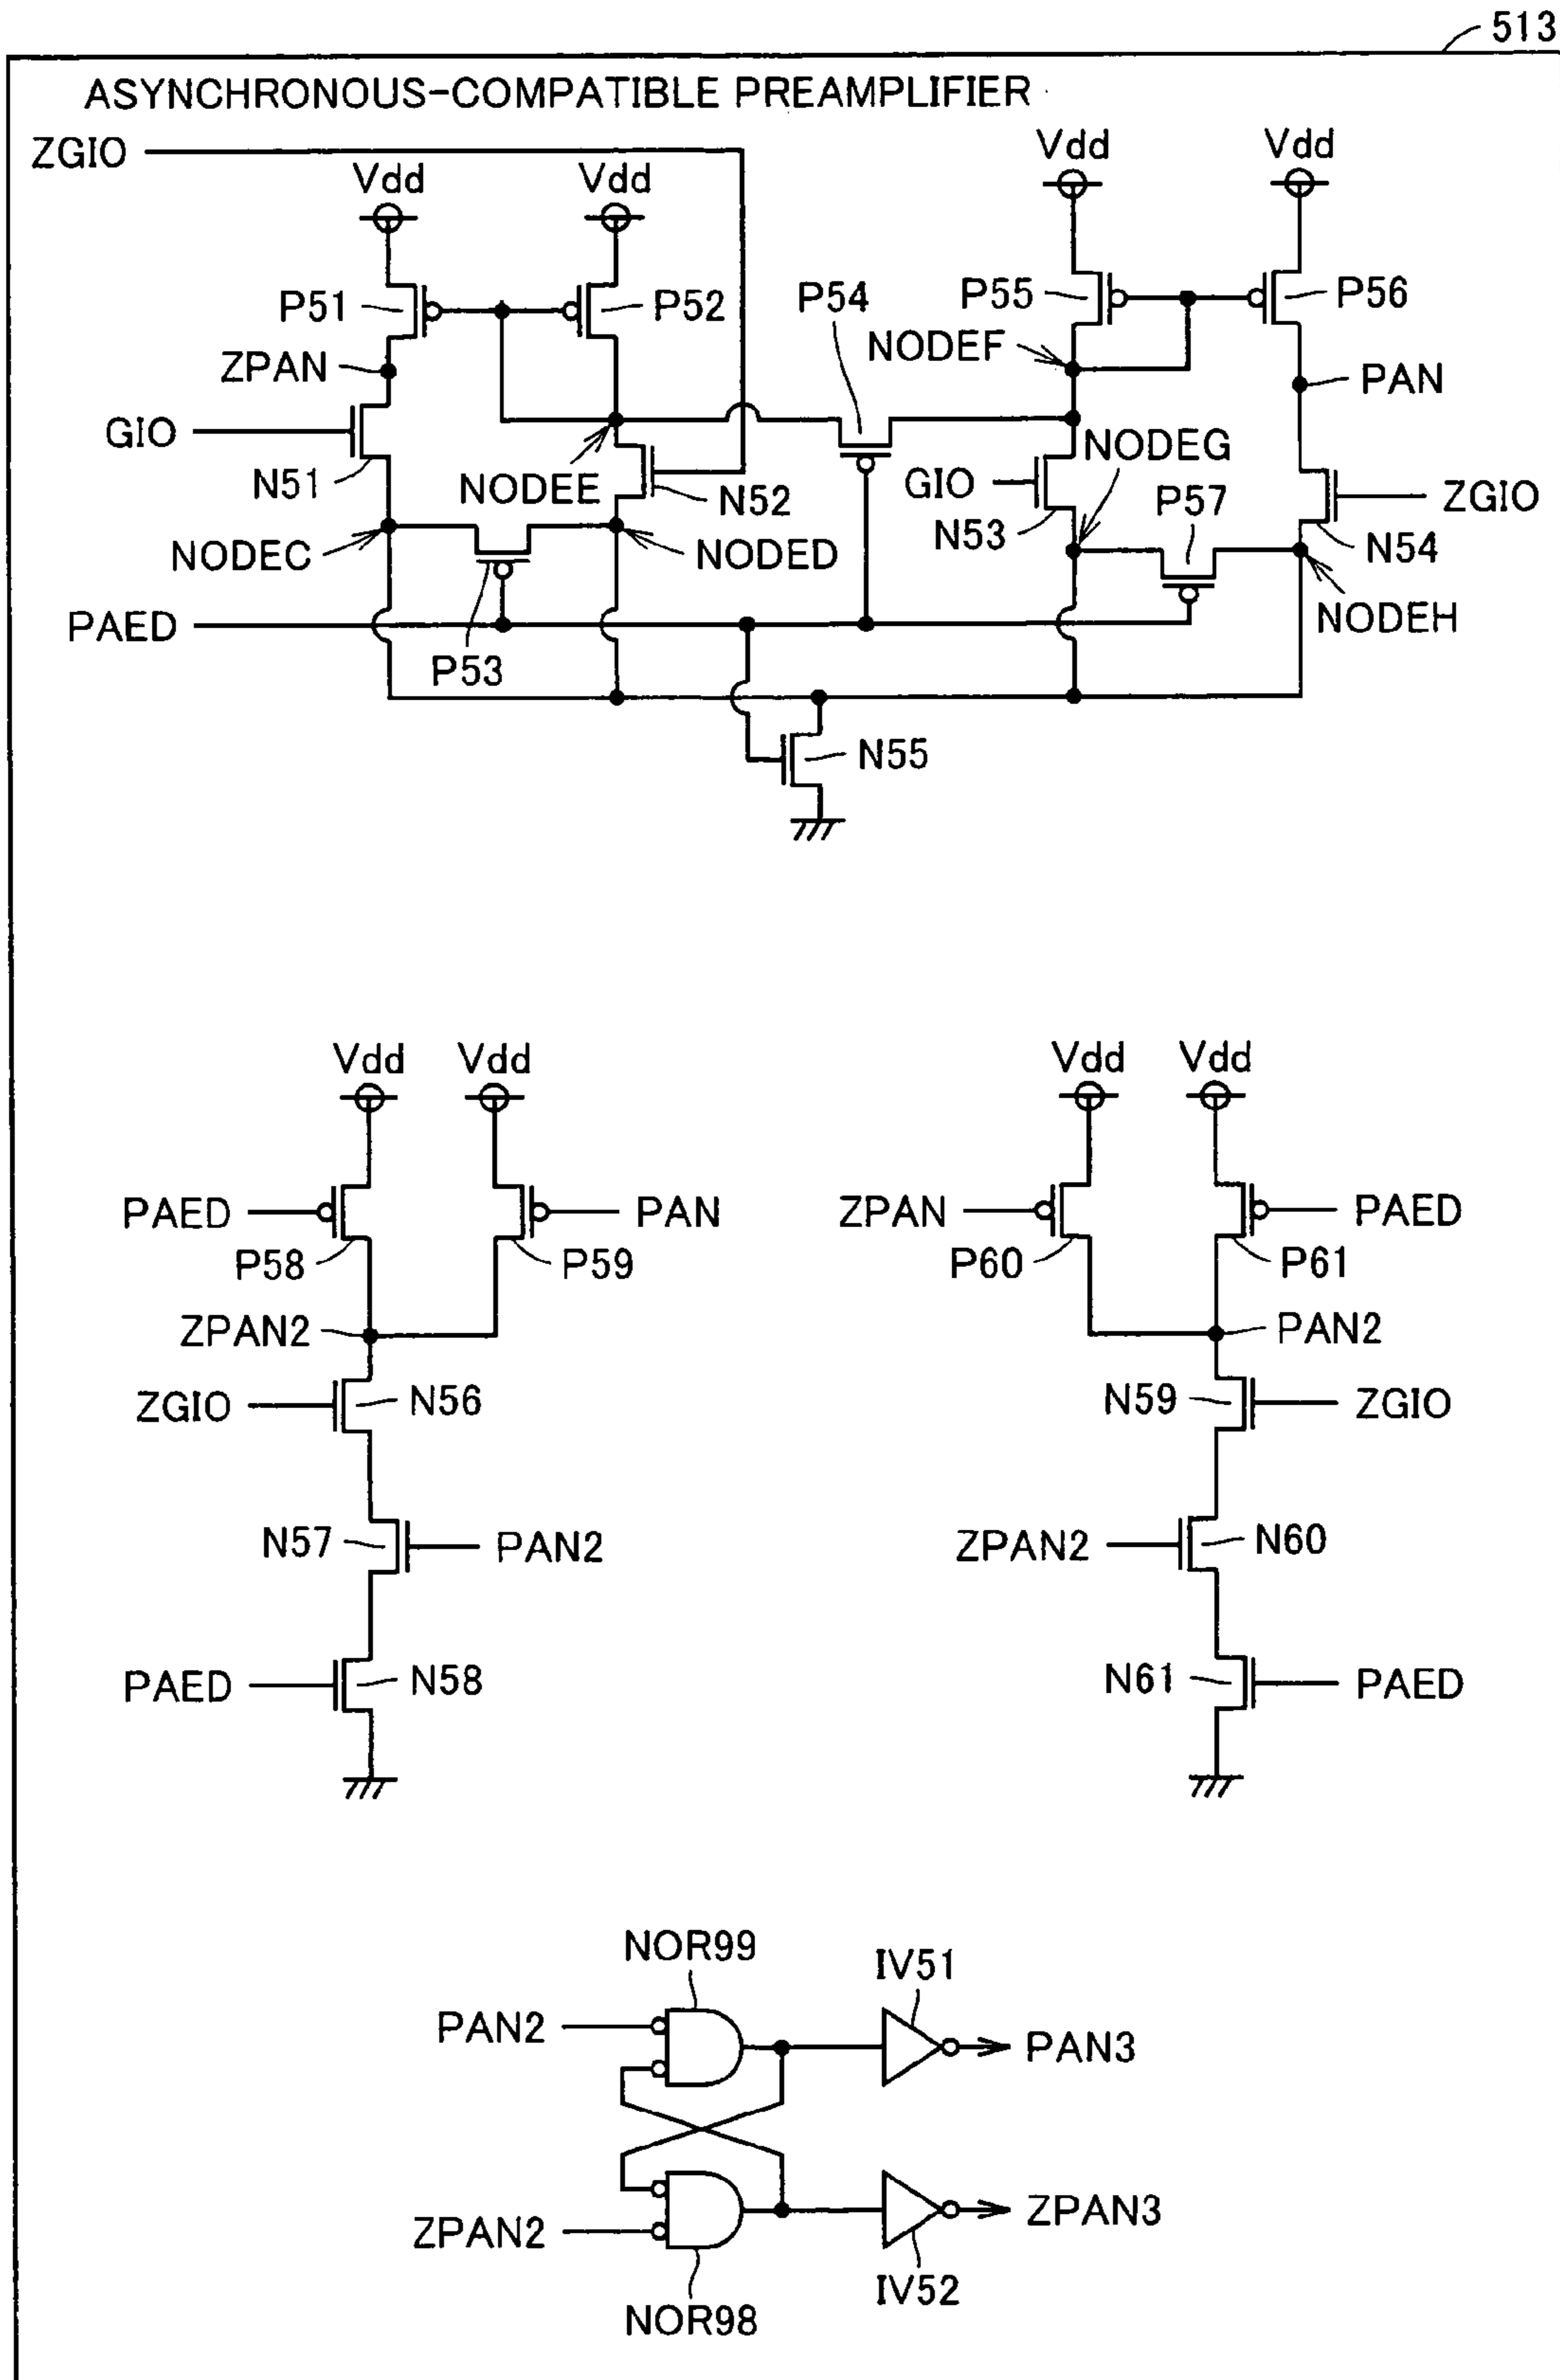 513
ASYNCHRONOUS-COMPATIBLE PREAMPLIFIER
ZGIO
Vdd
Vdd
Vdd
Vdd
P51
P52
P54
P55
P56
NODEF
ZPAN
PAN
GIO
N51
NODEE
N52
NODEG
GIO
N53
P57
ZGIO
N54
NODEC
NODED
NODEH
PAED
P53
N55
Vdd
Vdd
Vdd
Vdd
PAED
PAN
ZPAN
PAED
P58
P59
P60
P61
ZPAN2
PAN2
ZGIO
N56
N59
ZGIO
N57
PAN2
ZPAN2
N60
PAED
N58
N61
PAED
NOR99
IV51
PAN2
PAN3
ZPAN2
ZPAN3
NOR98
IV52